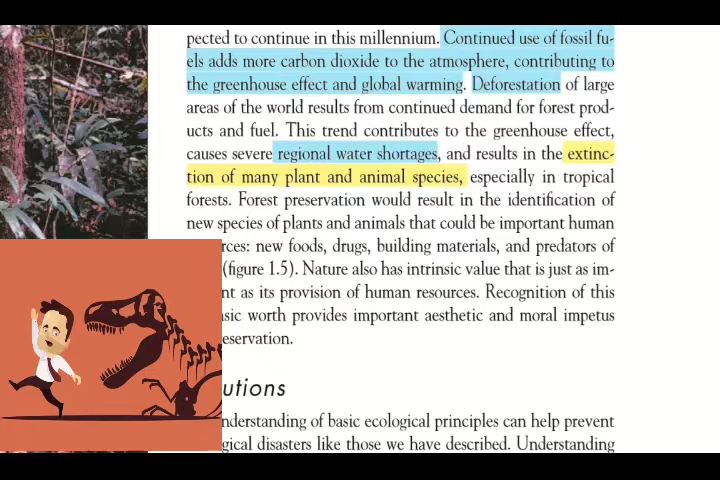 pected to continue in this millennium. Continued use of fossil fu-
els adds more carbon dioxide to the atmosphere, contributing to
the greenhouse effect and global warming. Deforestation of large
areas of the world results from continued demand for forest prod-
ucts and fuel. This trend contributes to the greenhouse effect,
causes severe regional water shortages, and results in the extinc-
tion of many plant and animal species, especially in tropical
forests. Forest preservation would result in the identification of
new species of plants and animals that could be important human
rces: new foods, drugs, building materials, and predators of
(figure 1.5). Nature also has intrinsic value that is just as im-
nt as its provision of human resources. Recognition of this
sic worth provides important aesthetic and moral impetus
eservation.
utions
nderstanding of basic ecological principles can help prevent
gical disasters like those we have described. Understanding